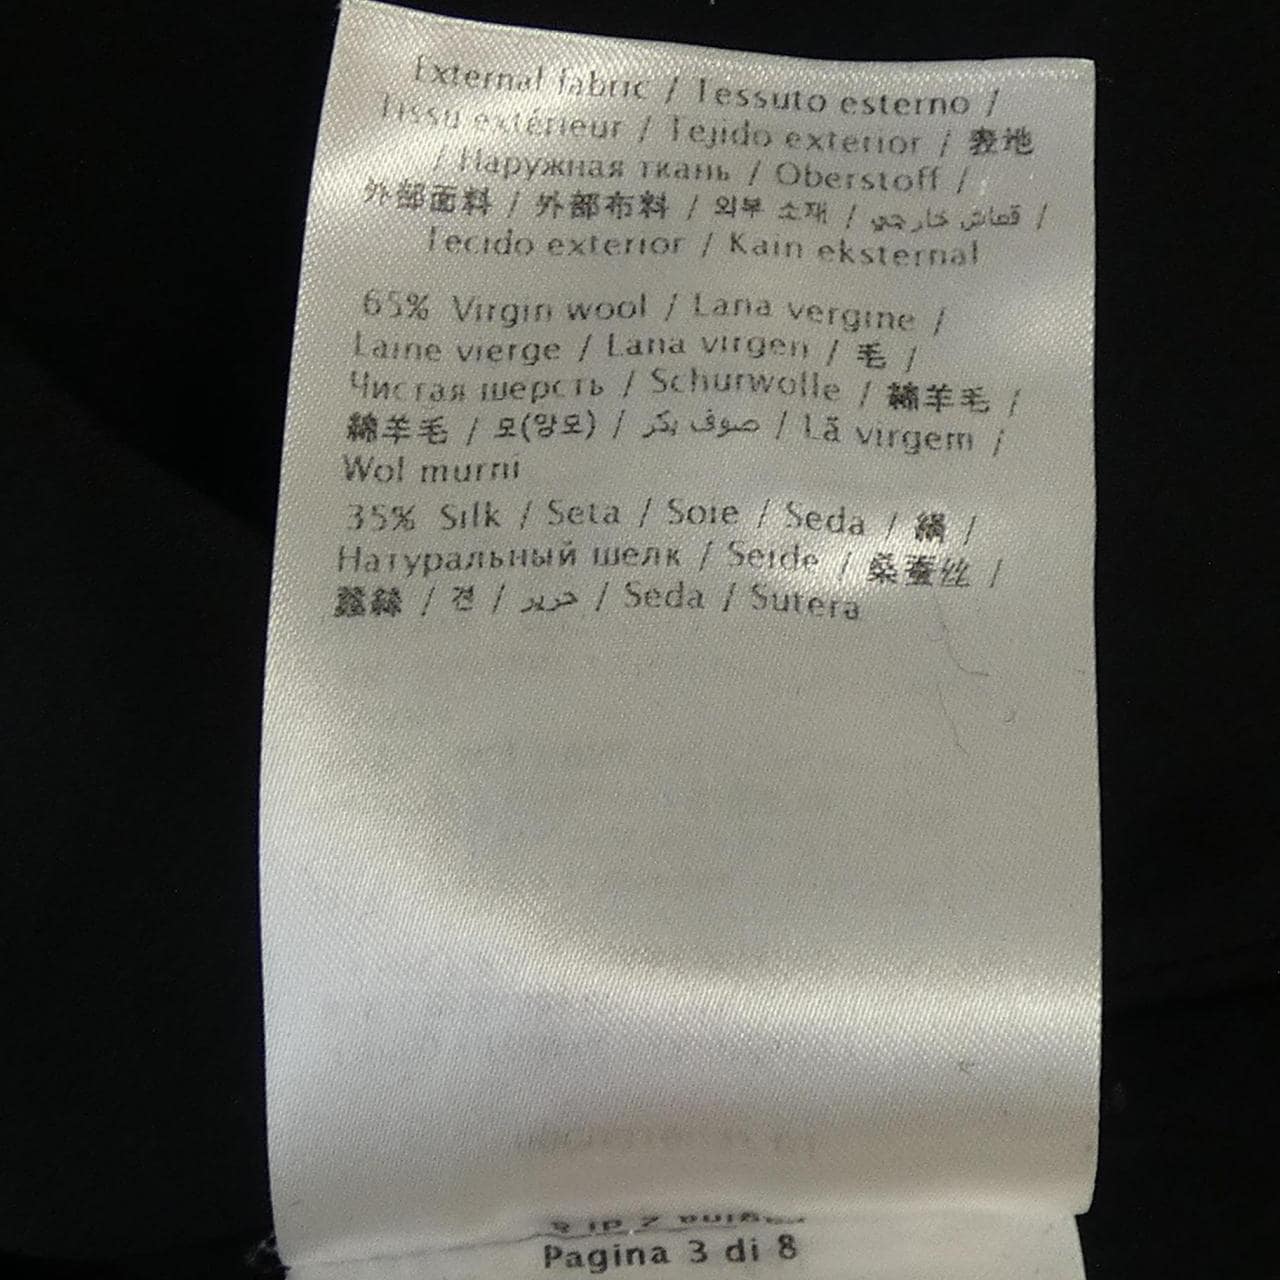 External fabric / Tessuto esterno /
Tissu extérieur / Tejido exterior / 表地
/ Наружная ткань / Oberstoff /
外部面料 / 外部布料 / 외부 소재 / قماش خارجي /
Tecido exterior / Kain eksternal
65% Virgin wool / Lana vergine /
Laine vierge / Lana virgen / 毛 /
Чистая шерсть / Schurwolle / 綿羊毛 /
綿羊毛 / 모(양모) / صوف بكر / Lã virgem /
Wol murni
35% Silk / Seta / Soie / Seda / 絹 /
Натуральный шелк / Seide / 桑蚕丝 /
蠶絲 / 견 / حرير / Seda / Sutera
Pagina 2 di 8
Pagina 3 di 8